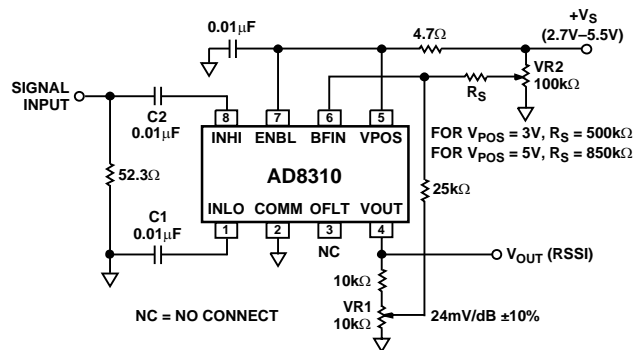 0.01µF
4.7Ω
+VS
(2.7V–5.5V)
SIGNAL
INPUT
C2
0.01µF
RS
VR2
100kΩ
8 7 6 5
INHI ENBL BFIN VPOS
FOR VPOS = 3V, RS = 500kΩ
FOR VPOS = 5V, RS = 850kΩ
52.3Ω
AD8310
25kΩ
C1
0.01µF
INLO COMM OFLT VOUT
1 2 3 4
NC
VOUT (RSSI)
10kΩ
VR1
10kΩ
24mV/dB ±10%
NC = NO CONNECT